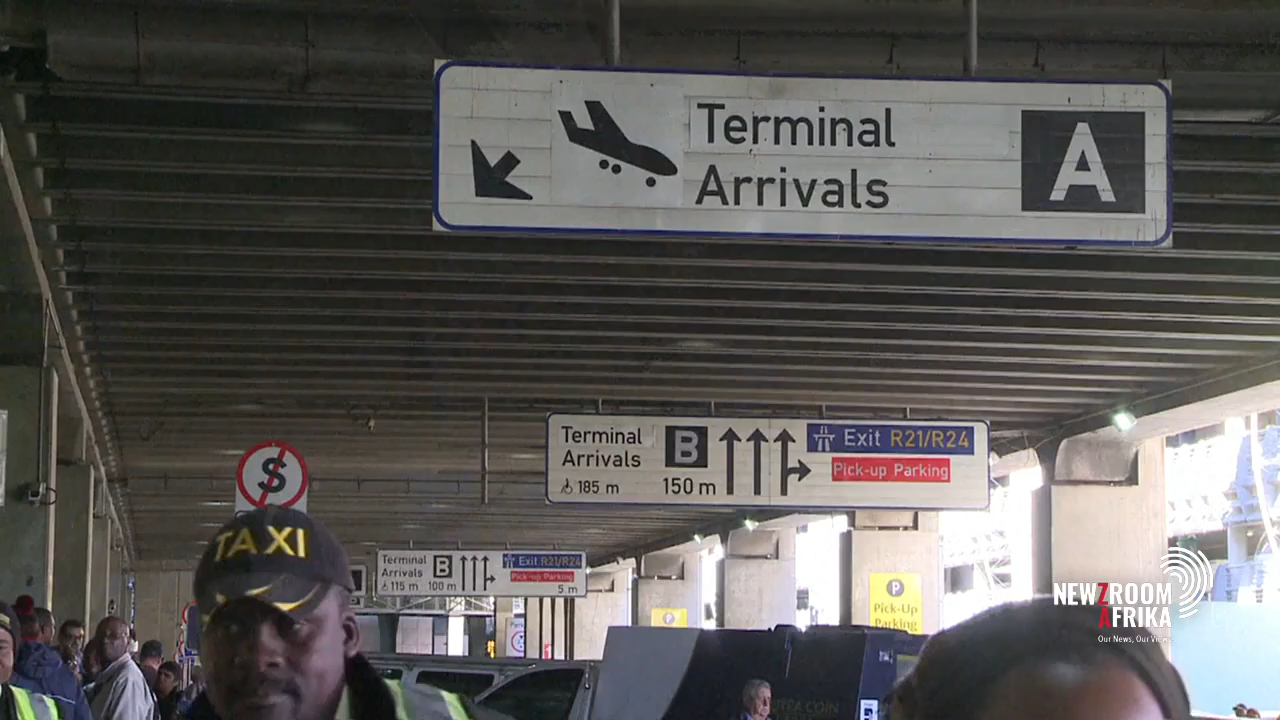 Terminal
Arrivals
A
Terminal
Arrivals
B
185 m
150 m
Exit R21/R24
Pick-up Parking
S
TAXI
Terminal
Arrivals
B
115 m
100 m
Exit R21/R24
Pick-up Parking
5 m
P
Pick-Up
Parking
P
NEWZROOM
AFRIKA
Our News, Our Views